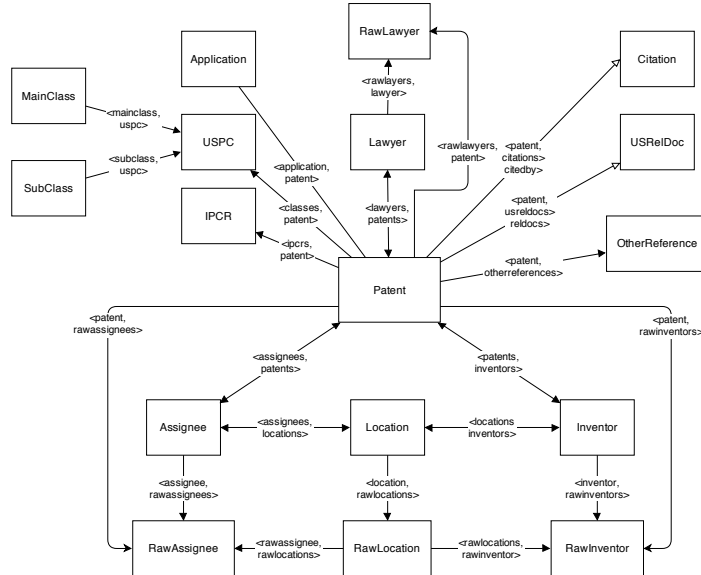 RawLawyer
Application
Citation
MainClass
<rawlayers,
lawyer>
<mainclass,
uspc>
USPC
Lawyer
<rawlawyers,
patent>
<patent,
citations>
citedby>
USRelDoc
<subclass,
uspc>
<application,
patent>
SubClass
IPCR
<classes,
patent>
<lawyers,
patents>
<patent,
usreldocs>
reldocs>
OtherReference
<ipcrs,
patent>
<patent,
otherreferences>
Patent
<patent,
rawassignees>
<patent,
rawinventors>
<assignees,
patents>
<patents,
inventors>
Assignee
<assignees,
locations>
Location
<locations
inventors>
Inventor
<assignee,
rawassignees>
<location,
rawlocations>
<inventor,
rawinventors>
RawAssignee
<rawassignee,
rawlocations>
RawLocation
<rawlocations,
rawinventor>
RawInventor